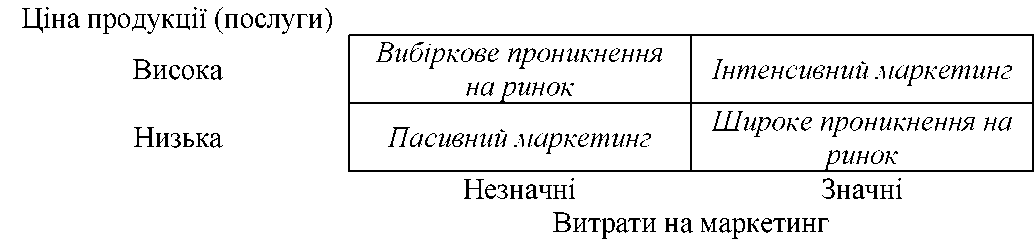 Ціна продукції (послуги)
Висока
Вибіркове проникнення
на ринок
Інтенсивний маркетинг
Низька
Пасивний маркетинг
Широке проникнення на
ринок
Незначні
Значні
Витрати на маркетинг